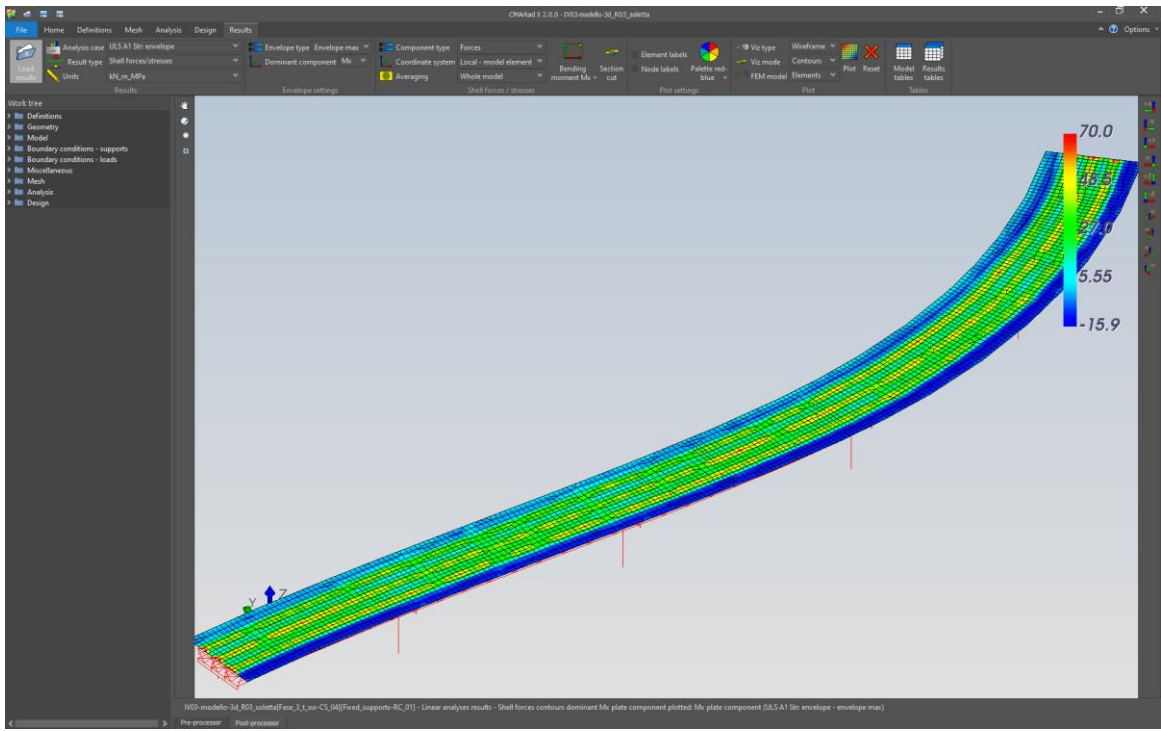 CMArkad X 2.0.0 - IV03-modello-3d_R03_soletta
File Home Definitions Mesh Analysis Design Results Options
Load results
Analysis case ULS A1 Str: envelope
Result type Shell forces/stresses
Units kN_m_MPa
Results
Envelope type Envelope max
Dominant component Mx
Envelope settings
Component type Forces
Coordinate system Local - model element
Averaging Whole model
Bending moment Mx
Section cut
Shell forces / stresses
Element labels
Node labels
Palette red-blue
Plot settings
Viz type Wireframe
Viz mode Contours
FEM model Elements
Plot Reset
Plot
Model tables
Results tables
Tables
Work tree
Definitions
Geometry
Model
Boundary conditions - supports
Boundary conditions - loads
Miscellaneous
Mesh
Analysis
Design
70.0
48.5
27.0
5.55
-15.9
Y Z
IV03-modello-3d_R03_soletta[Fase_3_t_oo-CS_04][Fixed_supports-RC_01] - Linear analyses results - Shell forces contours dominant Mx plate component plotted: Mx plate component (ULS A1 Str: envelope - envelope max)
Pre-processor Post-processor